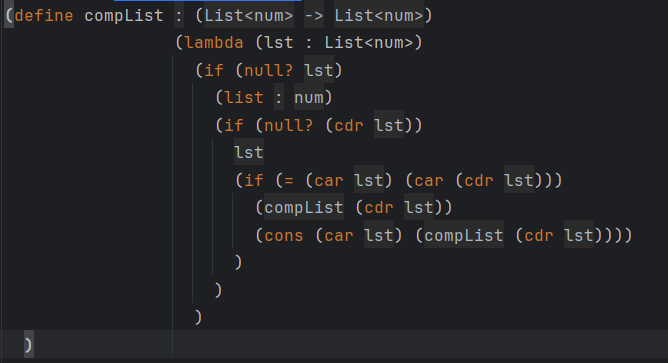 (define compList : (List<num> -> List<num>)
(lambda (lst : List<num>)
(if (null? lst)
(list : num)
(if (null? (cdr lst))
lst
(if (= (car lst) (car (cdr lst)))
(compList (cdr lst))
(cons (car lst) (compList (cdr lst))))
)
)
)
)